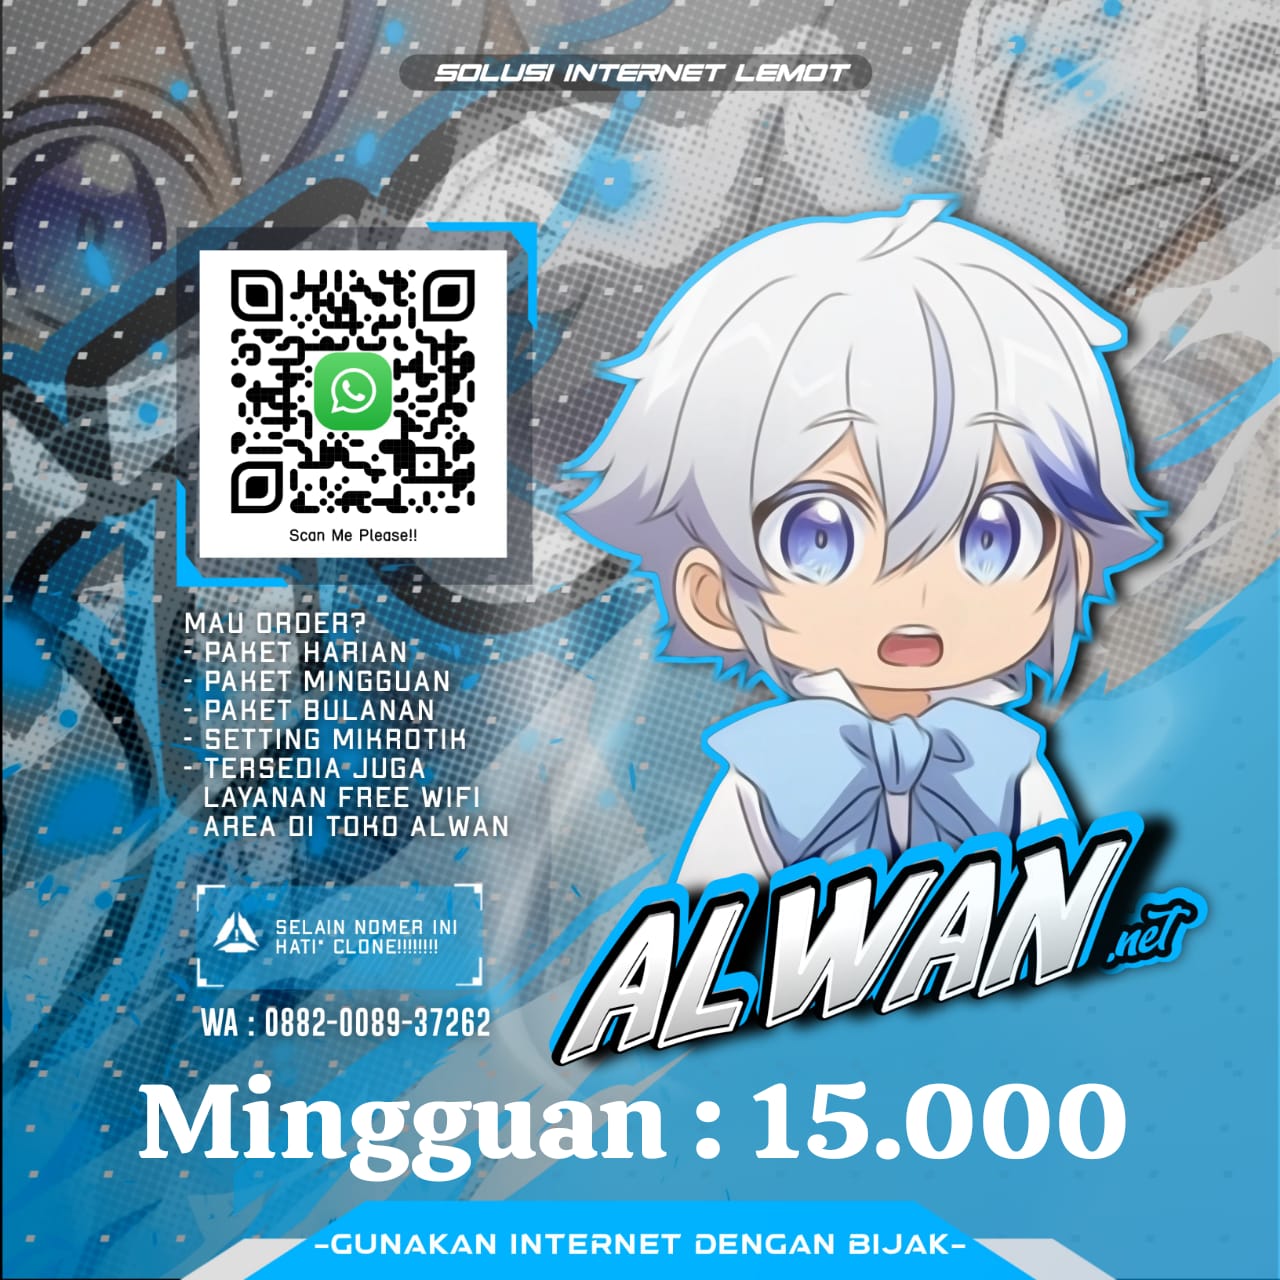 SOLUSI INTERNET LEMOT
Scan Me Please!!
MAU ORDER?
- PAKET HARIAN
- PAKET MINGGUAN
- PAKET BULANAN
- SETTING MIKROTIK
- TERSEDIA JUGA
LAYANAN FREE WIFI
AREA DI TOKO ALWAN
SELAIN NOMER INI
HATI" CLONE!!!!!!!!
WA : 0882-0089-37262
ALWAN
.net
Mingguan : 15.000
-GUNAKAN INTERNET DENGAN BIJAK-